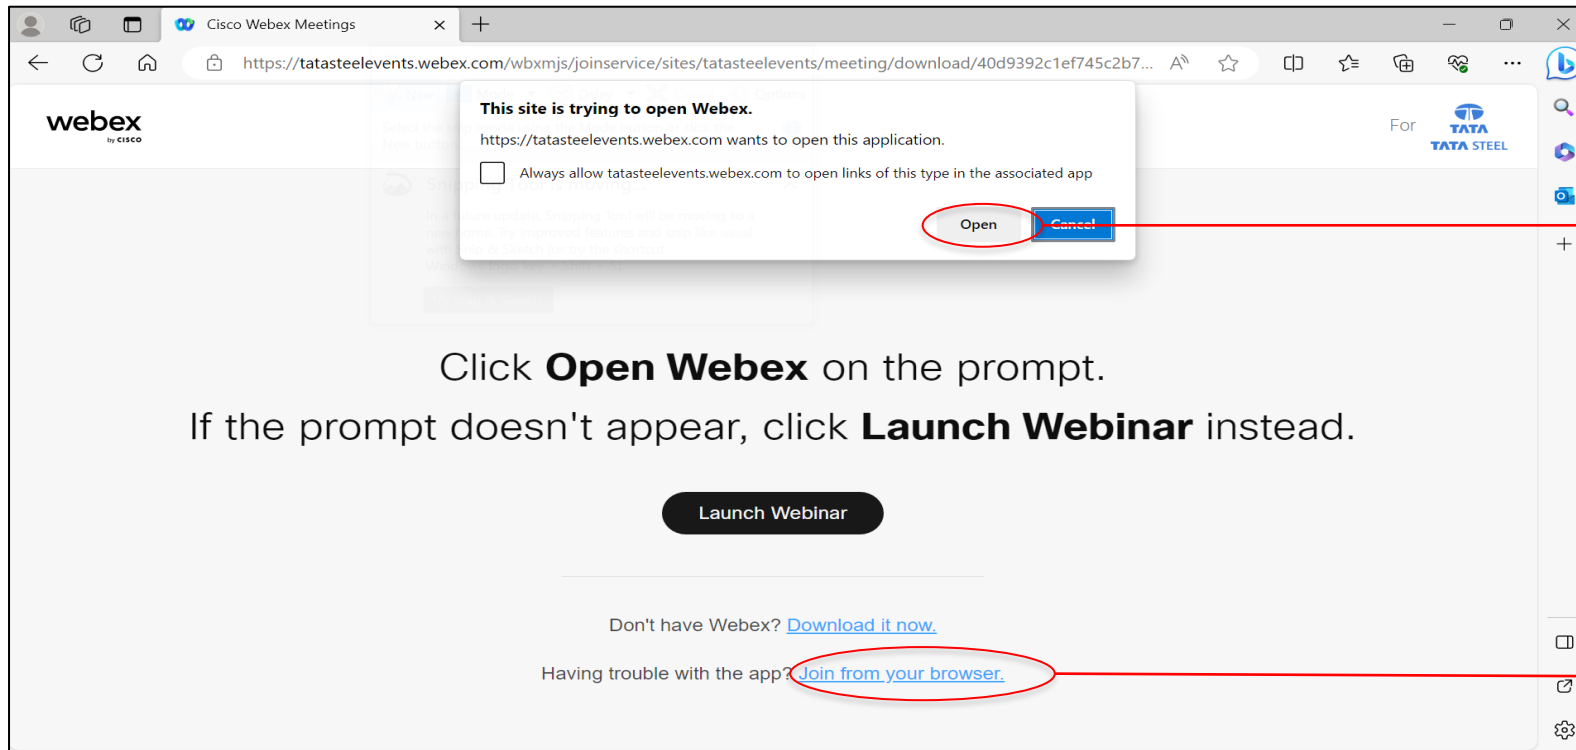 Cisco Webex Meetings
https://tatasteelevents.webex.com/wbxmjs/joinservice/sites/tatasteelevents/meeting/download/40d9392c1ef745c2b7...
webex
by CISCO
For
TATA
TATA STEEL
This site is trying to open Webex.
https://tatasteelevents.webex.com wants to open this application.
Always allow tatasteelevents.webex.com to open links of this type in the associated app
Open Cancel
Click Open Webex on the prompt.
If the prompt doesn't appear, click Launch Webinar instead.
Launch Webinar
Don't have Webex? Download it now.
Having trouble with the app? Join from your browser.